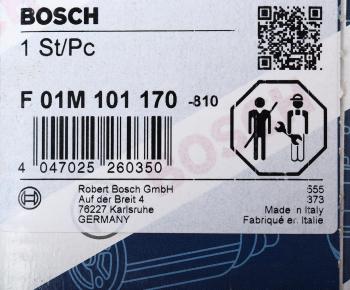 BOSCH
1 St/Pc
F 01M 101 170 -810
4 047025 260350
Robert Bosch GmbH
Auf der Breit 4
76227 Karlsruhe
GERMANY
555
373
Made in Italy
Fabriqué en Italie